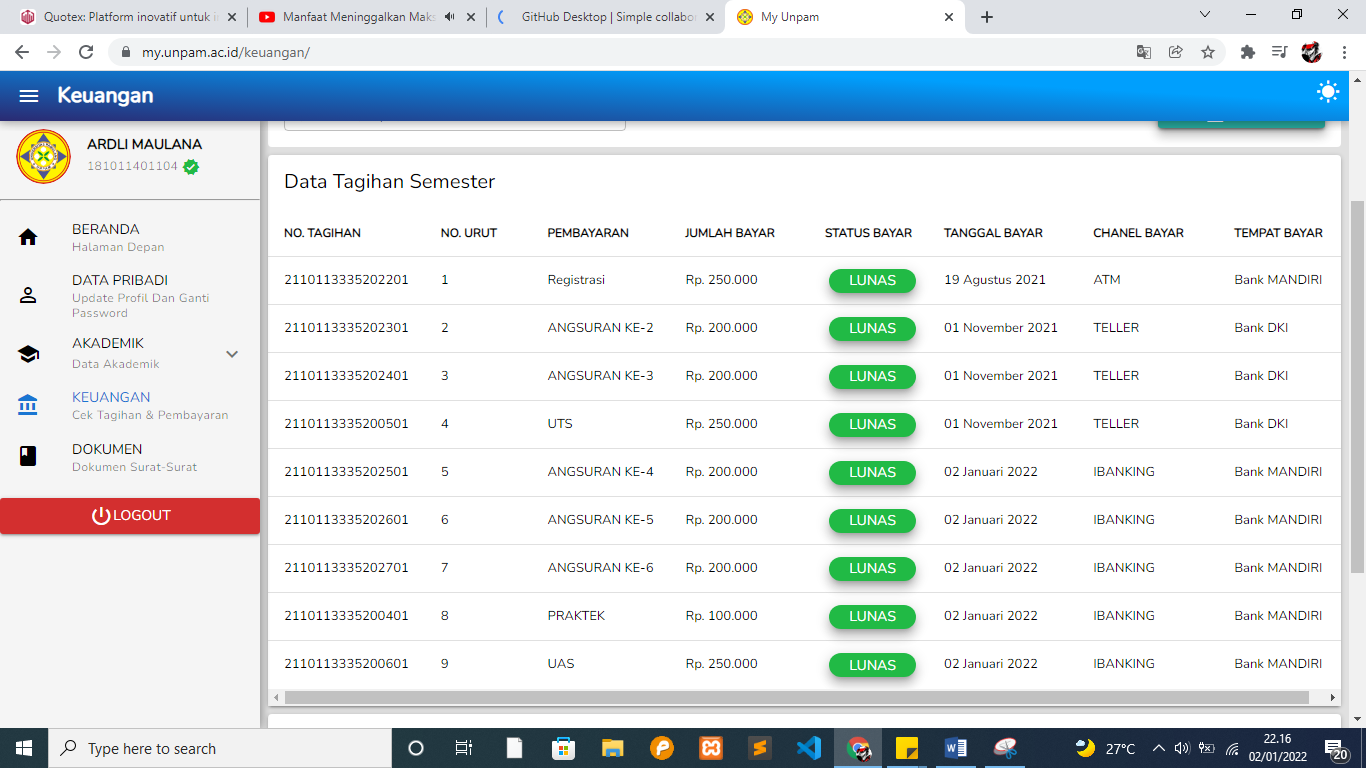 Quotex: Platform inovatif untuk i
Manfaat Meninggalkan Maks
GitHub Desktop | Simple collabor
My Unpam
my.unpam.ac.id/keuangan/
Keuangan
ARDLI MAULANA
181011401104
BERANDA
Halaman Depan
DATA PRIBADI
Update Profil Dan Ganti
Password
AKADEMIK
Data Akademik
KEUANGAN
Cek Tagihan & Pembayaran
DOKUMEN
Dokumen Surat-Surat
LOGOUT
Data Tagihan Semester
NO. TAGIHAN NO. URUT PEMBAYARAN JUMLAH BAYAR STATUS BAYAR TANGGAL BAYAR CHANEL BAYAR TEMPAT BAYAR
2110113335202201 1 Registrasi Rp. 250.000 LUNAS 19 Agustus 2021 ATM Bank MANDIRI
2110113335202301 2 ANGSURAN KE-2 Rp. 200.000 LUNAS 01 November 2021 TELLER Bank DKI
2110113335202401 3 ANGSURAN KE-3 Rp. 200.000 LUNAS 01 November 2021 TELLER Bank DKI
2110113335200501 4 UTS Rp. 250.000 LUNAS 01 November 2021 TELLER Bank DKI
2110113335202501 5 ANGSURAN KE-4 Rp. 200.000 LUNAS 02 Januari 2022 IBANKING Bank MANDIRI
2110113335202601 6 ANGSURAN KE-5 Rp. 200.000 LUNAS 02 Januari 2022 IBANKING Bank MANDIRI
2110113335202701 7 ANGSURAN KE-6 Rp. 200.000 LUNAS 02 Januari 2022 IBANKING Bank MANDIRI
2110113335200401 8 PRAKTEK Rp. 100.000 LUNAS 02 Januari 2022 IBANKING Bank MANDIRI
2110113335200601 9 UAS Rp. 250.000 LUNAS 02 Januari 2022 IBANKING Bank MANDIRI
Type here to search
27°C
22.16
02/01/2022
20